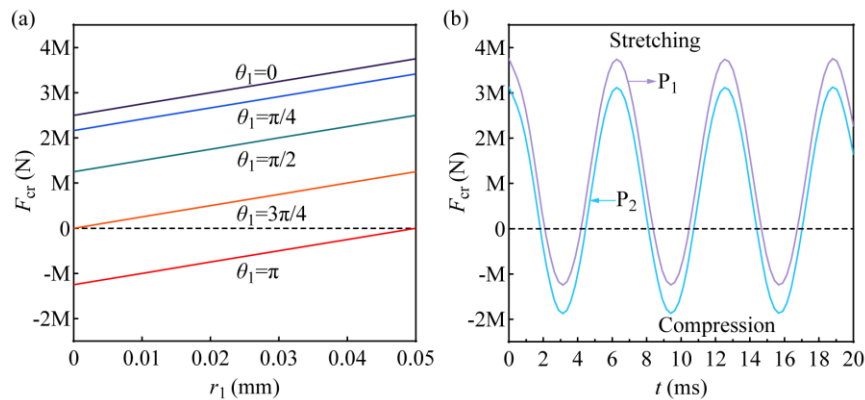 (a)
4M
3M
2M
M
0
-M
-2M
F_cr (N)
θ₁=0
θ₁=π/4
θ₁=π/2
θ₁=3π/4
θ₁=π
0 0.01 0.02 0.03 0.04 0.05
r₁ (mm)
(b)
4M
3M
2M
M
0
-M
-2M
F_cr (N)
Stretching
P₁
P₂
Compression
0 2 4 6 8 10 12 14 16 18 20
t (ms)